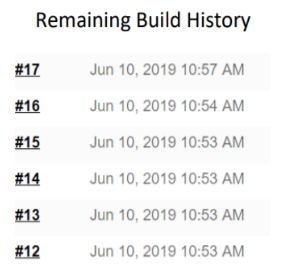 Remaining Build History
#17 Jun 10, 2019 10:57 AM
#16 Jun 10, 2019 10:54 AM
#15 Jun 10, 2019 10:53 AM
#14 Jun 10, 2019 10:53 AM
#13 Jun 10, 2019 10:53 AM
#12 Jun 10, 2019 10:53 AM